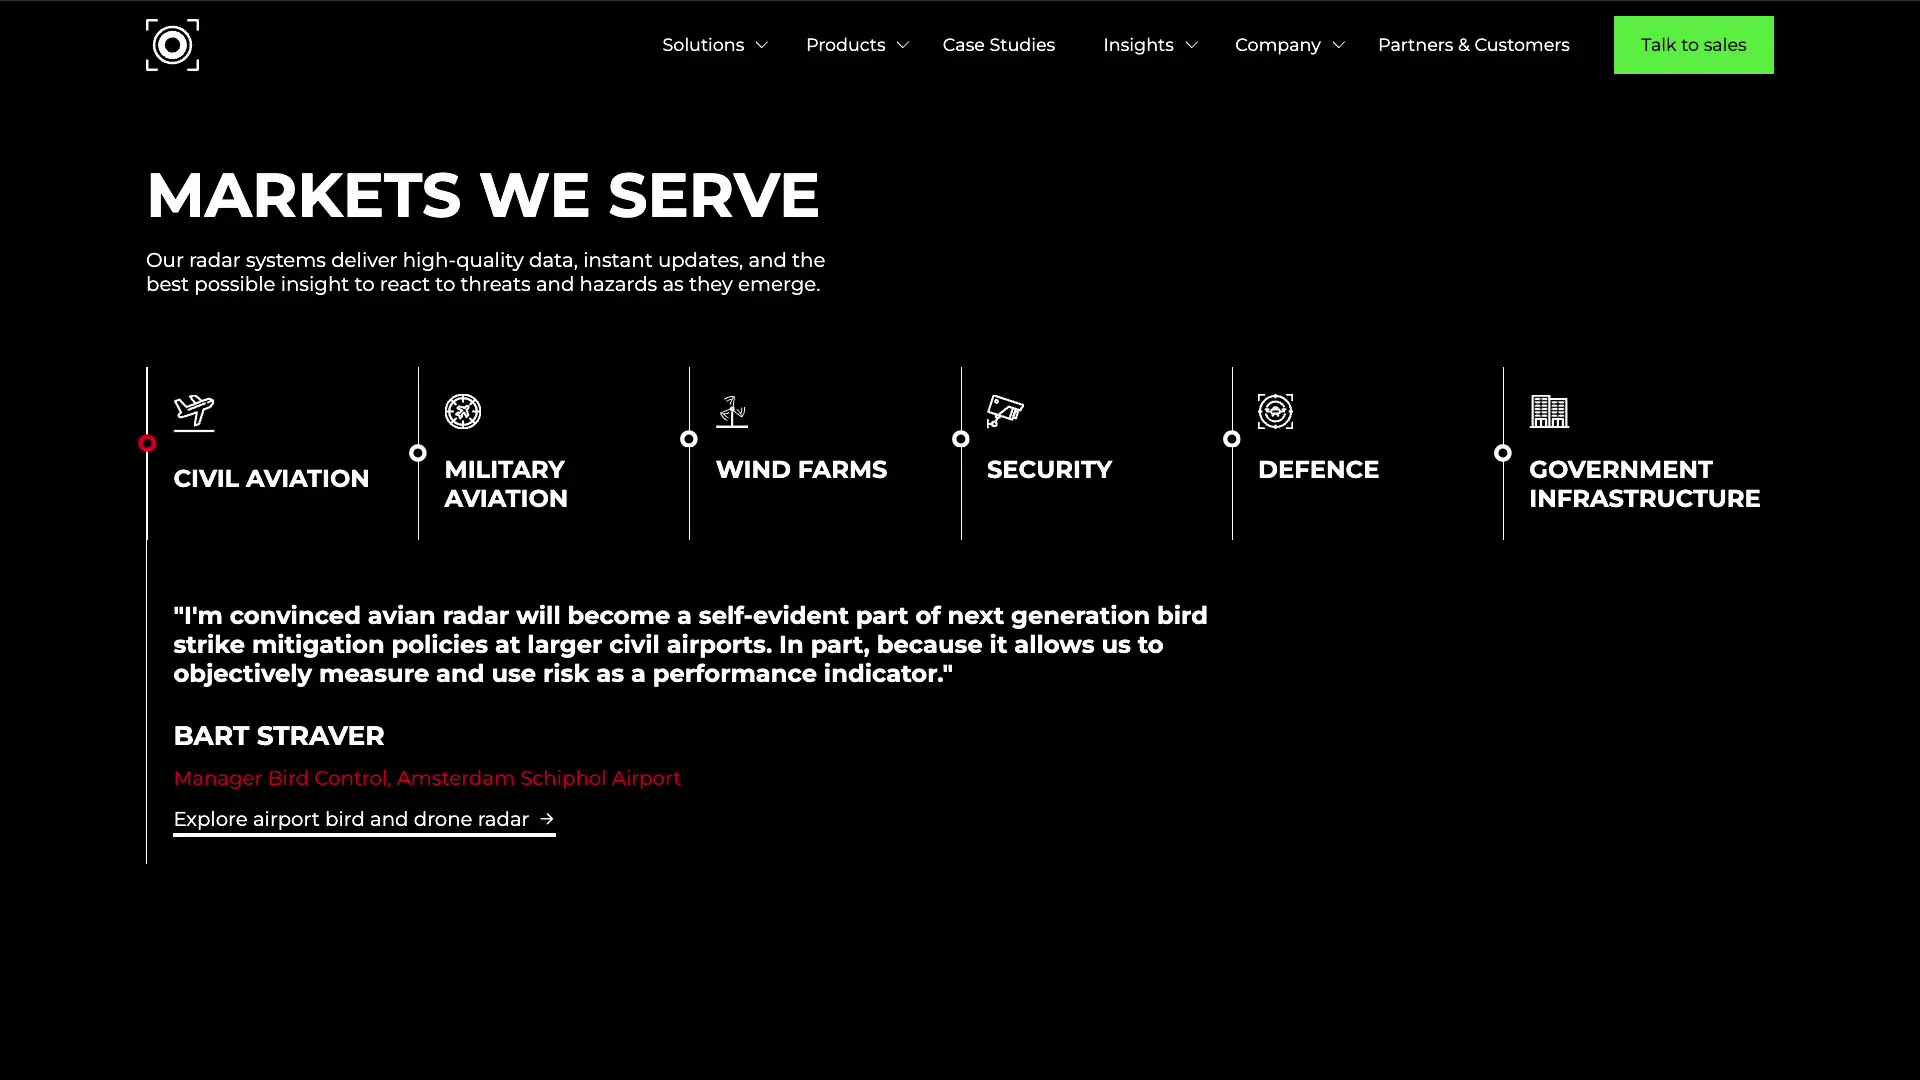 Solutions
Products
Case Studies
Insights
Company
Partners & Customers
Talk to sales
MARKETS WE SERVE
Our radar systems deliver high-quality data, instant updates, and the
best possible insight to react to threats and hazards as they emerge.
CIVIL AVIATION
MILITARY
AVIATION
WIND FARMS
SECURITY
DEFENCE
GOVERNMENT
INFRASTRUCTURE
"I'm convinced avian radar will become a self-evident part of next generation bird
strike mitigation policies at larger civil airports. In part, because it allows us to
objectively measure and use risk as a performance indicator."
BART STRAVER
Manager Bird Control, Amsterdam Schiphol Airport
Explore airport bird and drone radar →